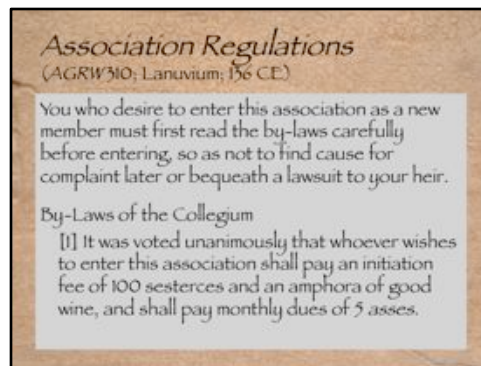 Association Regulations
(AGRW310; Lanuvium; 136 CE)
You who desire to enter this association as a new
member must first read the by-laws carefully
before entering, so as not to find cause for
complaint later or bequeath a lawsuit to your heir.
By-Laws of the Collegium
[1] It was voted unanimously that whoever wishes
to enter this association shall pay an initiation
fee of 100 sesterces and an amphora of good
wine, and shall pay monthly dues of 5 asses.